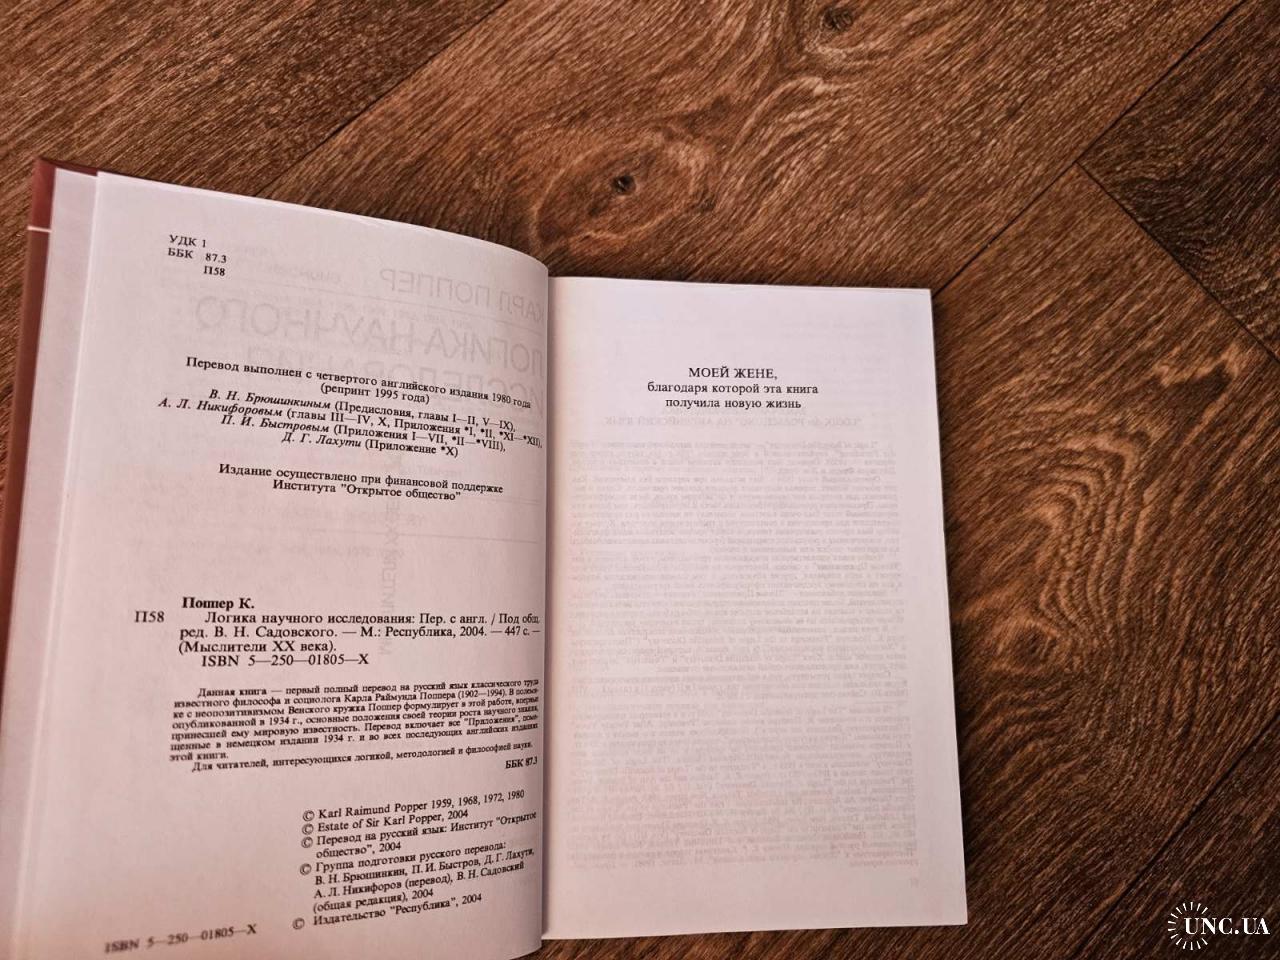 УДК 1
ББК 87.3
П58
Перевод выполнен с четвертого английского издания 1980 года
(репринт 1995 года)
В. Н. Брюшинкиным (Предисловия, главы I—II, V—IX),
А. Л. Никифоровым (главы III—IV, X, Приложения *I, *II, *XI—*XII),
П. И. Быстровым (Приложения I—VII, *II—*VIII),
Д. Г. Лахути (Приложение *X)
Издание осуществлено при финансовой поддержке
Института "Открытое общество"
Поппер К.
П58 Логика научного исследования: Пер. с англ. / Под общ.
ред. В. Н. Садовского. — М.: Республика, 2004. — 447 с. —
(Мыслители XX века).
ISBN 5—250—01805—X
Данная книга — первый полный перевод на русский язык классического труда
известного философа и социолога Карла Раймунда Поппера (1902—1994). В полеми-
ке с неопозитивизмом Венского кружка Поппер формулирует в этой работе, впервые
опубликованной в 1934 г., основные положения своей теории роста научного знания,
принесшей ему мировую известность. Перевод включает все "Приложения", поме-
щенные в немецком издании 1934 г. и во всех последующих английских изданиях
этой книги.
Для читателей, интересующихся логикой, методологией и философией науки.
ББК 87.3
© Karl Raimund Popper 1959, 1968, 1972, 1980
© Estate of Sir Karl Popper, 2004
© Перевод на русский язык: Институт "Открытое
общество", 2004
© Группа подготовки русского перевода:
В. Н. Брюшинкин, П. И. Быстров, Д. Г. Лахути,
А. Л. Никифоров (перевод), В. Н. Садовский
(общая редакция), 2004
© Издательство "Республика", 2004
ISBN 5—250—01805—X
МОЕЙ ЖЕНЕ,
благодаря которой эта книга
получила новую жизнь
UNC.UA